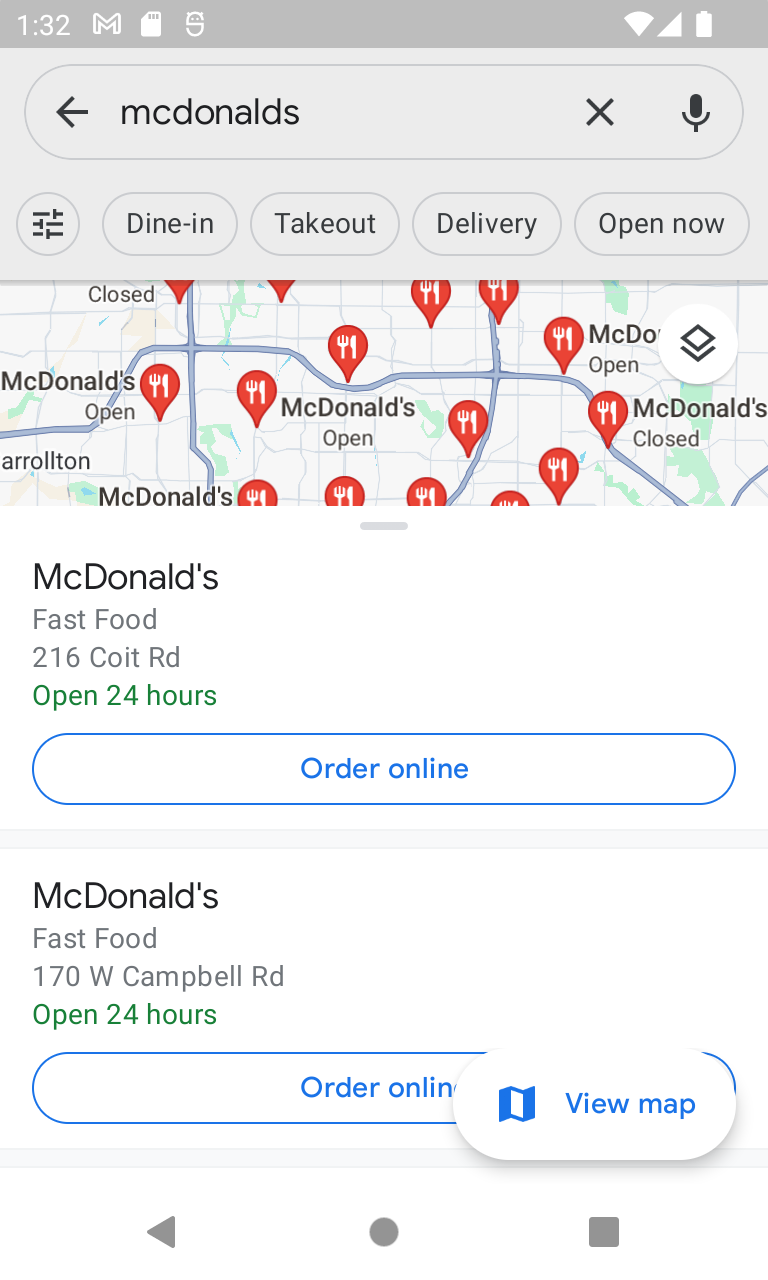 1:32
mcdonalds
Dine-in
Takeout
Delivery
Open now
Closed
McDo
Open
McDonald's
Open
McDonald's
Open
McDonald's
Closed
arrollton
McDonald's
McDonald's
Fast Food
216 Coit Rd
Open 24 hours
Order online
McDonald's
Fast Food
170 W Campbell Rd
Open 24 hours
Order online
View map